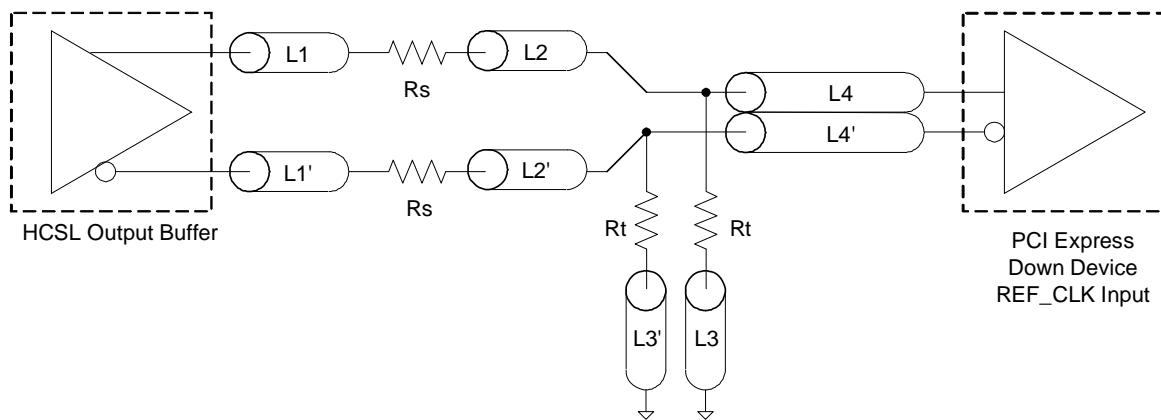 L1
Rs
L2
L4
L4'
L1'
Rs
L2'
HCSL Output Buffer
Rt
Rt
L3'
L3
PCI Express
Down Device
REF_CLK Input